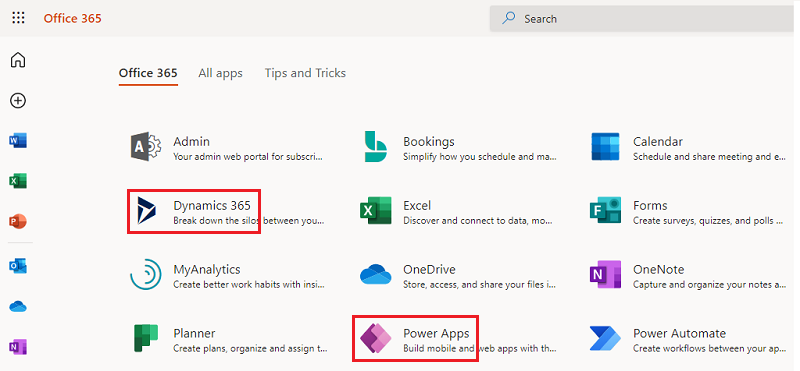 Office 365
Search
Office 365 All apps Tips and Tricks
Admin
Your admin web portal for subscri...
Bookings
Simplify how you schedule and ma...
Calendar
Schedule and share meeting and e...
Dynamics 365
Break down the silos between you...
Excel
Discover and connect to data, mo...
Forms
Create surveys, quizzes, and polls ...
MyAnalytics
Create better work habits with insi...
OneDrive
Store, access, and share your files i...
OneNote
Capture and organize your notes a...
Planner
Create plans, organize and assign t...
Power Apps
Build mobile and web apps with th...
Power Automate
Create workflows between your ap...